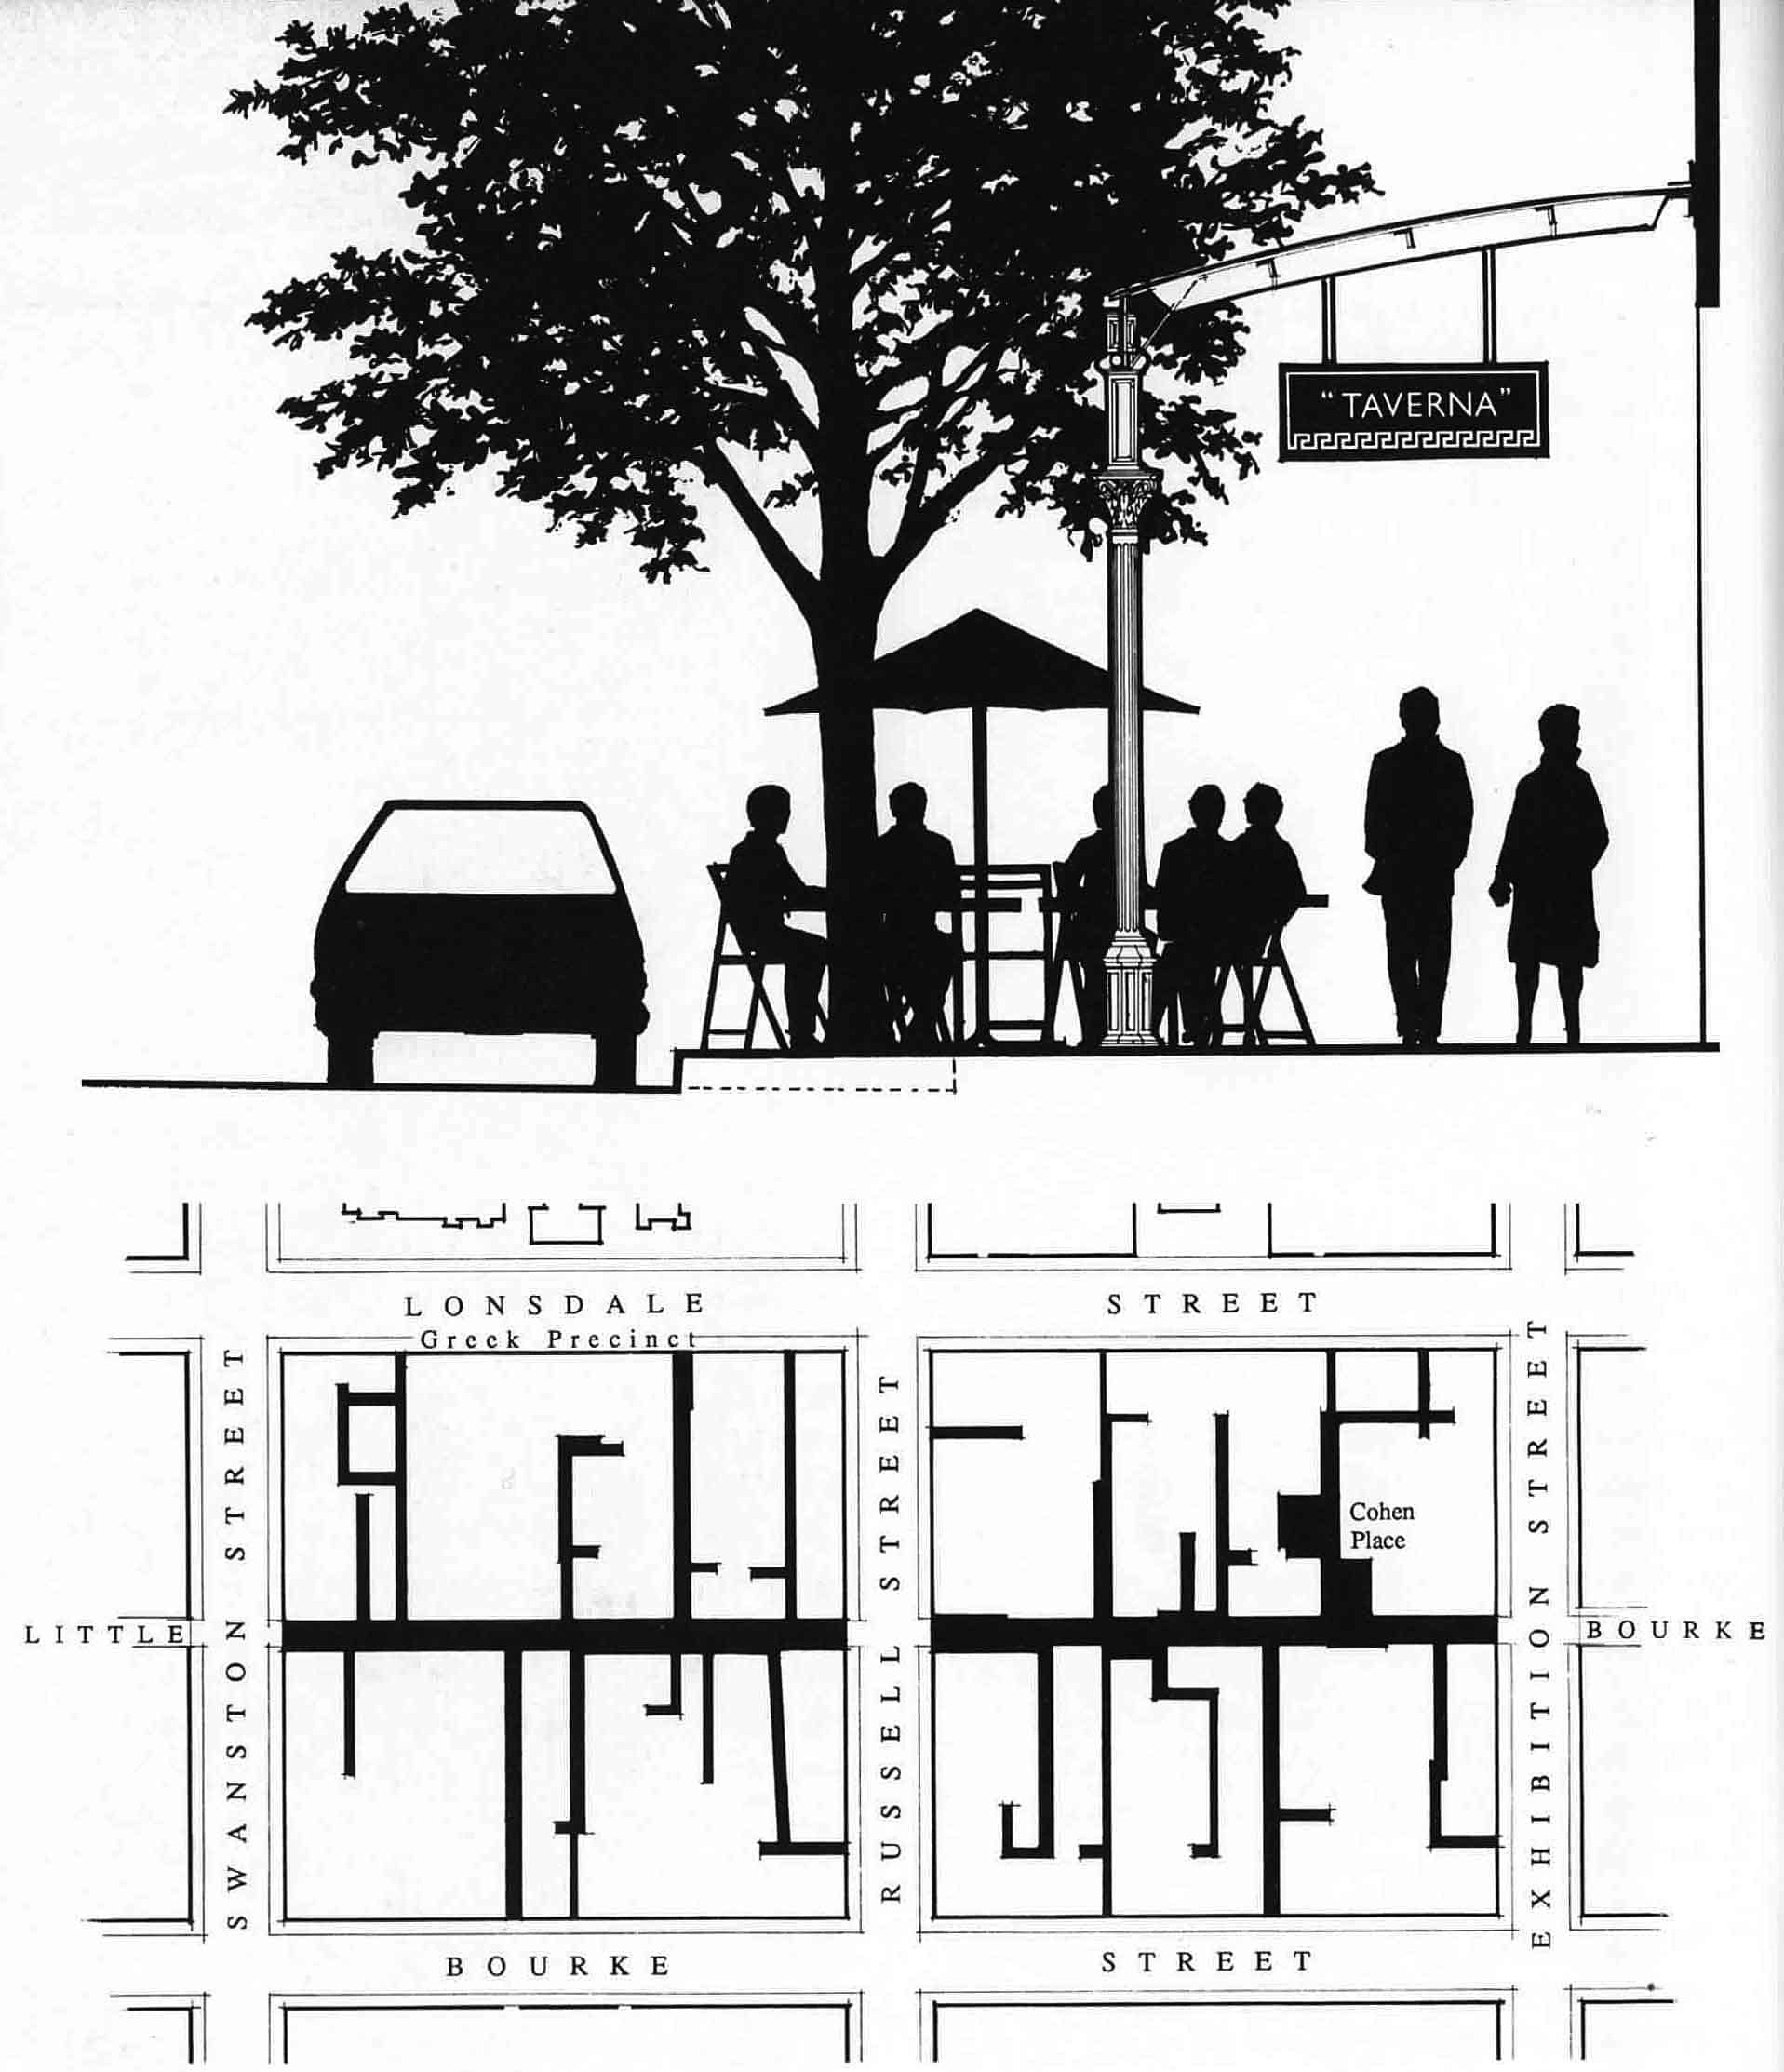 “TAVERNA”
LONSDALE STREET
Greek Precinct
SWANSTON STREET
RUSSELL STREET
EXHIBITION STREET
Cohen
Place
LITTLE BOURKE
BOURKE STREET